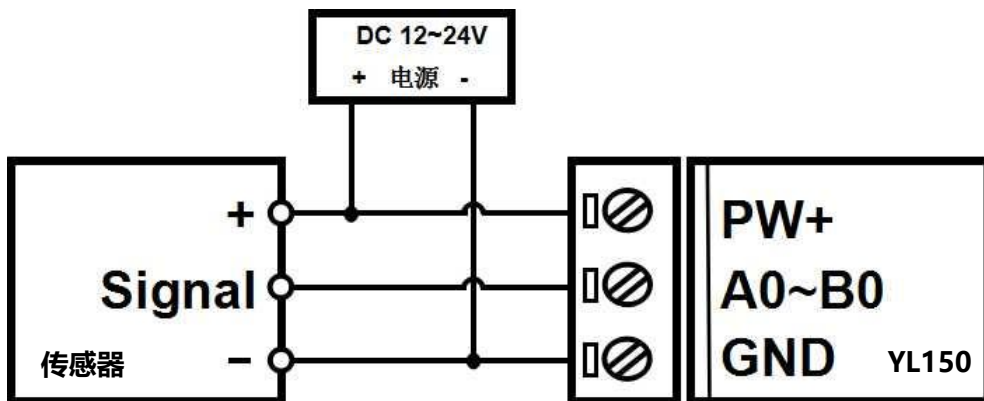 DC 12~24V
+ 电源 -
+
Signal
-
传感器
PW+
A0~B0
GND
YL150